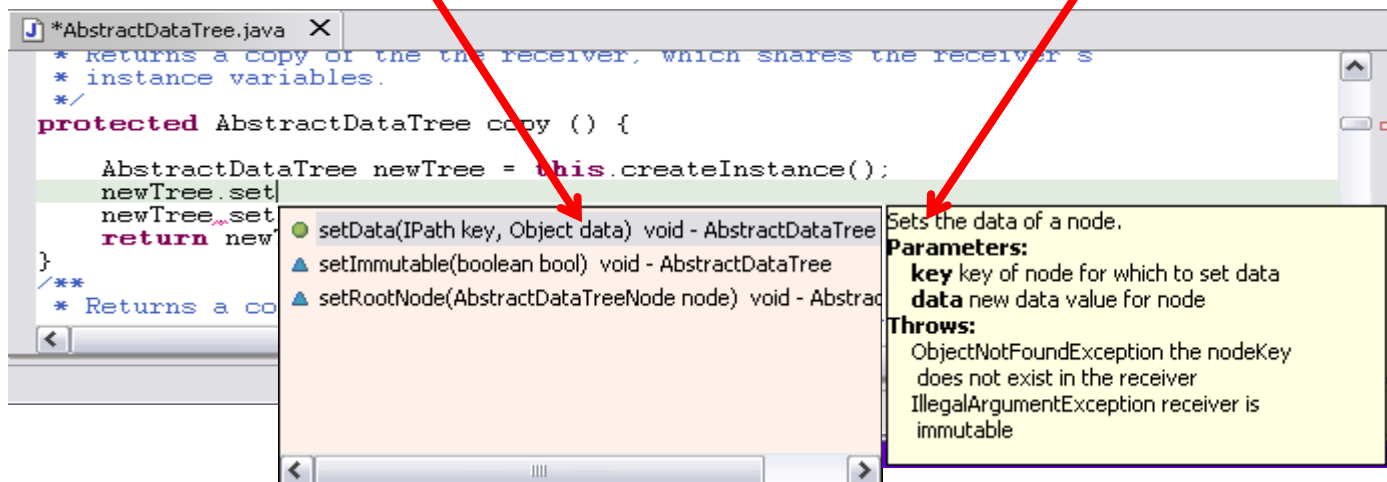 *AbstractDataTree.java
* Returns a copy of the the receiver, which shares the receiver's
* instance variables.
*/
protected AbstractDataTree copy () {
AbstractDataTree newTree = this.createInstance();
newTree.set
newTree.set
return new
}
/**
* Returns a co
setData(IPath key, Object data) void - AbstractDataTree
setImmutable(boolean bool) void - AbstractDataTree
setRootNode(AbstractDataTreeNode node) void - Abstrac
Sets the data of a node.
Parameters:
key key of node for which to set data
data new data value for node
Throws:
ObjectNotFoundException the nodeKey
does not exist in the receiver
IllegalArgumentException receiver is
immutable